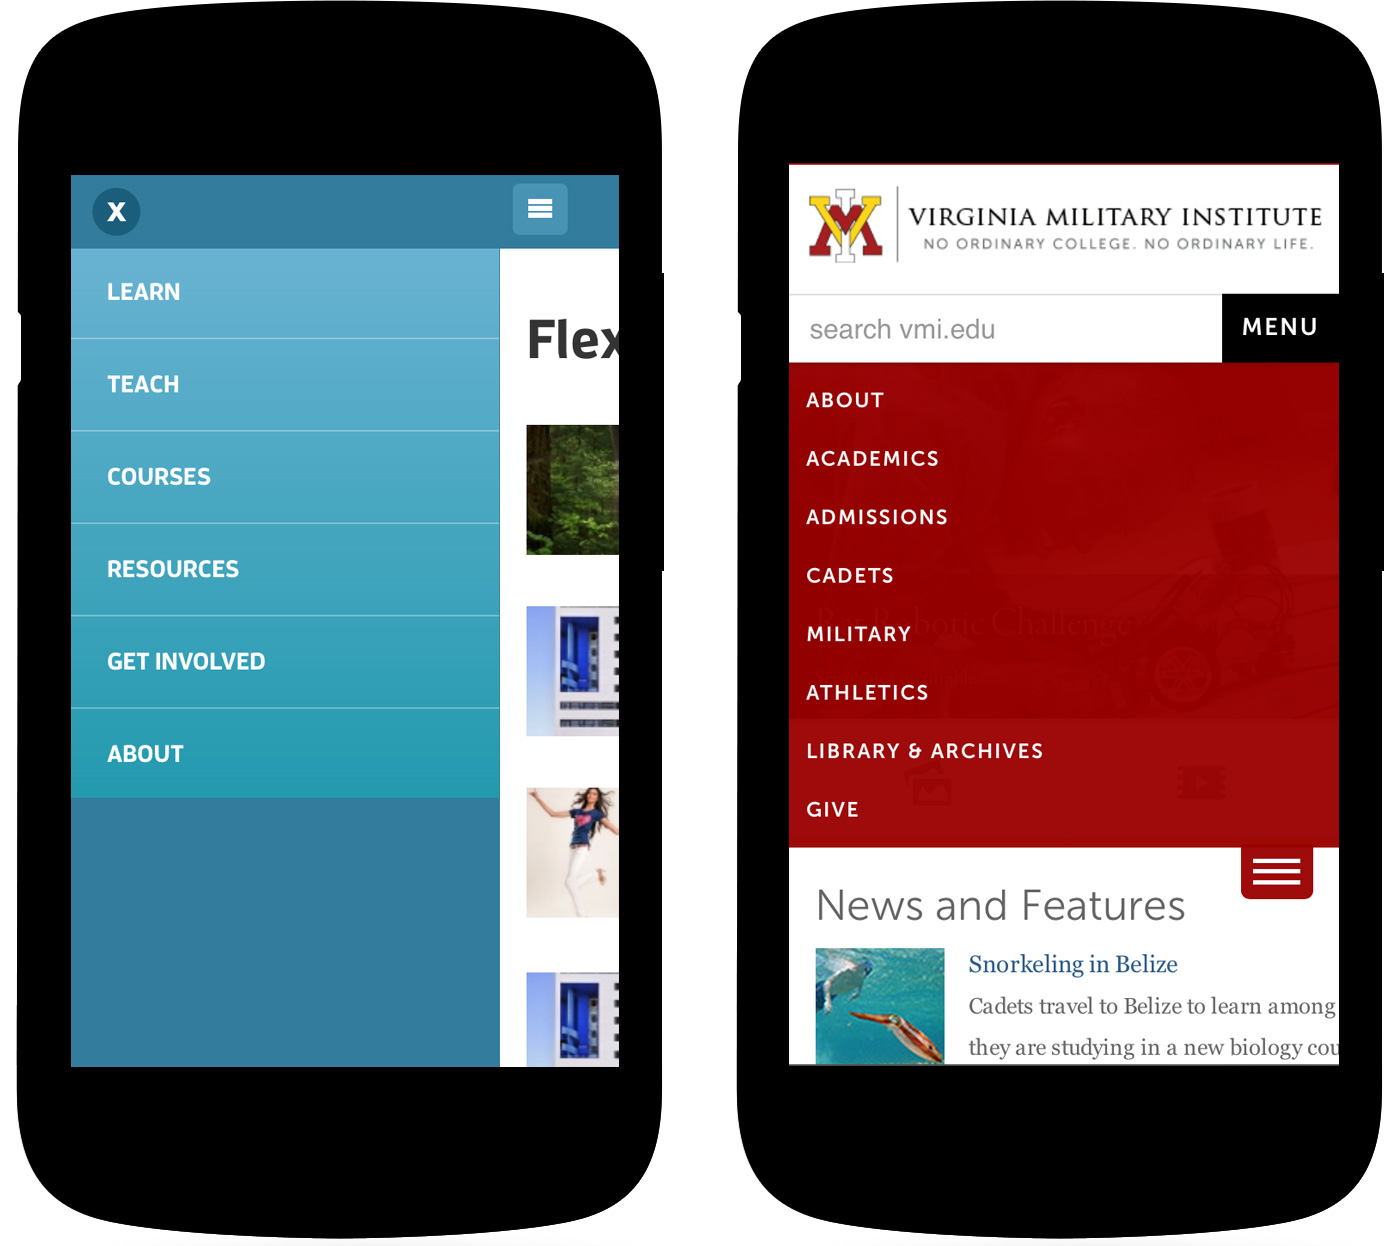 X
LEARN
TEACH
COURSES
RESOURCES
GET INVOLVED
ABOUT
Flex
VIRGINIA MILITARY INSTITUTE
NO ORDINARY COLLEGE. NO ORDINARY LIFE.
search vmi.edu
MENU
ABOUT
ACADEMICS
ADMISSIONS
CADETS
MILITARY
botic Challenge
ATHLETICS
LIBRARY & ARCHIVES
GIVE
News and Features
Snorkeling in Belize
Cadets travel to Belize to learn among
they are studying in a new biology cou